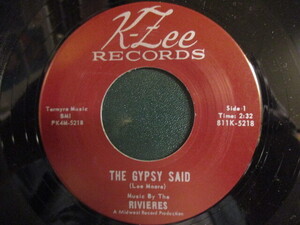 K-Zee
RECORDS
Tarmyra Music
BMI
PK4M-5218
Side-1
Time: 2:32
811K-5218
THE GYPSY SAID
(Lee Moore)
Music By The
RIVIERES
A Midwest Record Production